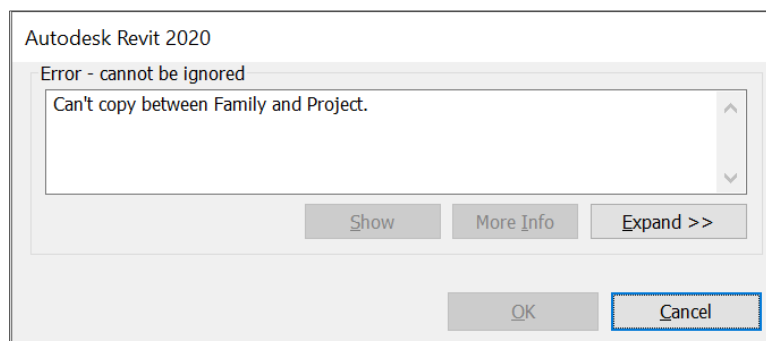 Autodesk Revit 2020
Error - cannot be ignored
Can't copy between Family and Project.
Show More Info Expand >>
OK Cancel